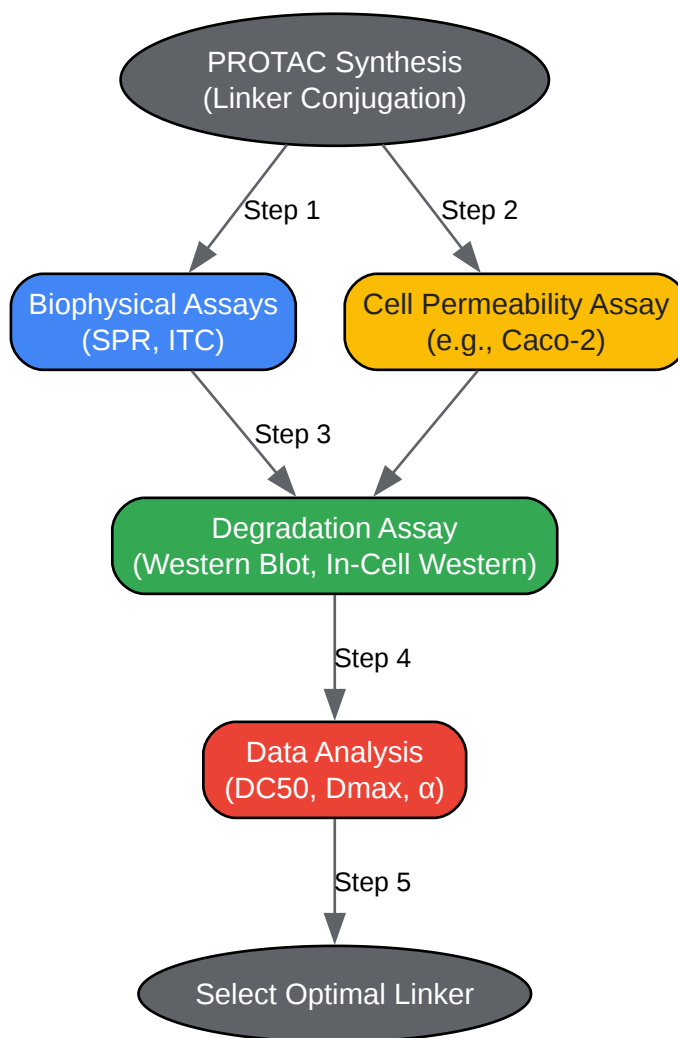 PROTAC Synthesis
(Linker Conjugation)
Step 1
Step 2
Biophysical Assays
(SPR, ITC)
Cell Permeability Assay
(e.g., Caco-2)
Step 3
Degradation Assay
(Western Blot, In-Cell Western)
Step 4
Data Analysis
(DC50, Dmax, α)
Step 5
Select Optimal Linker